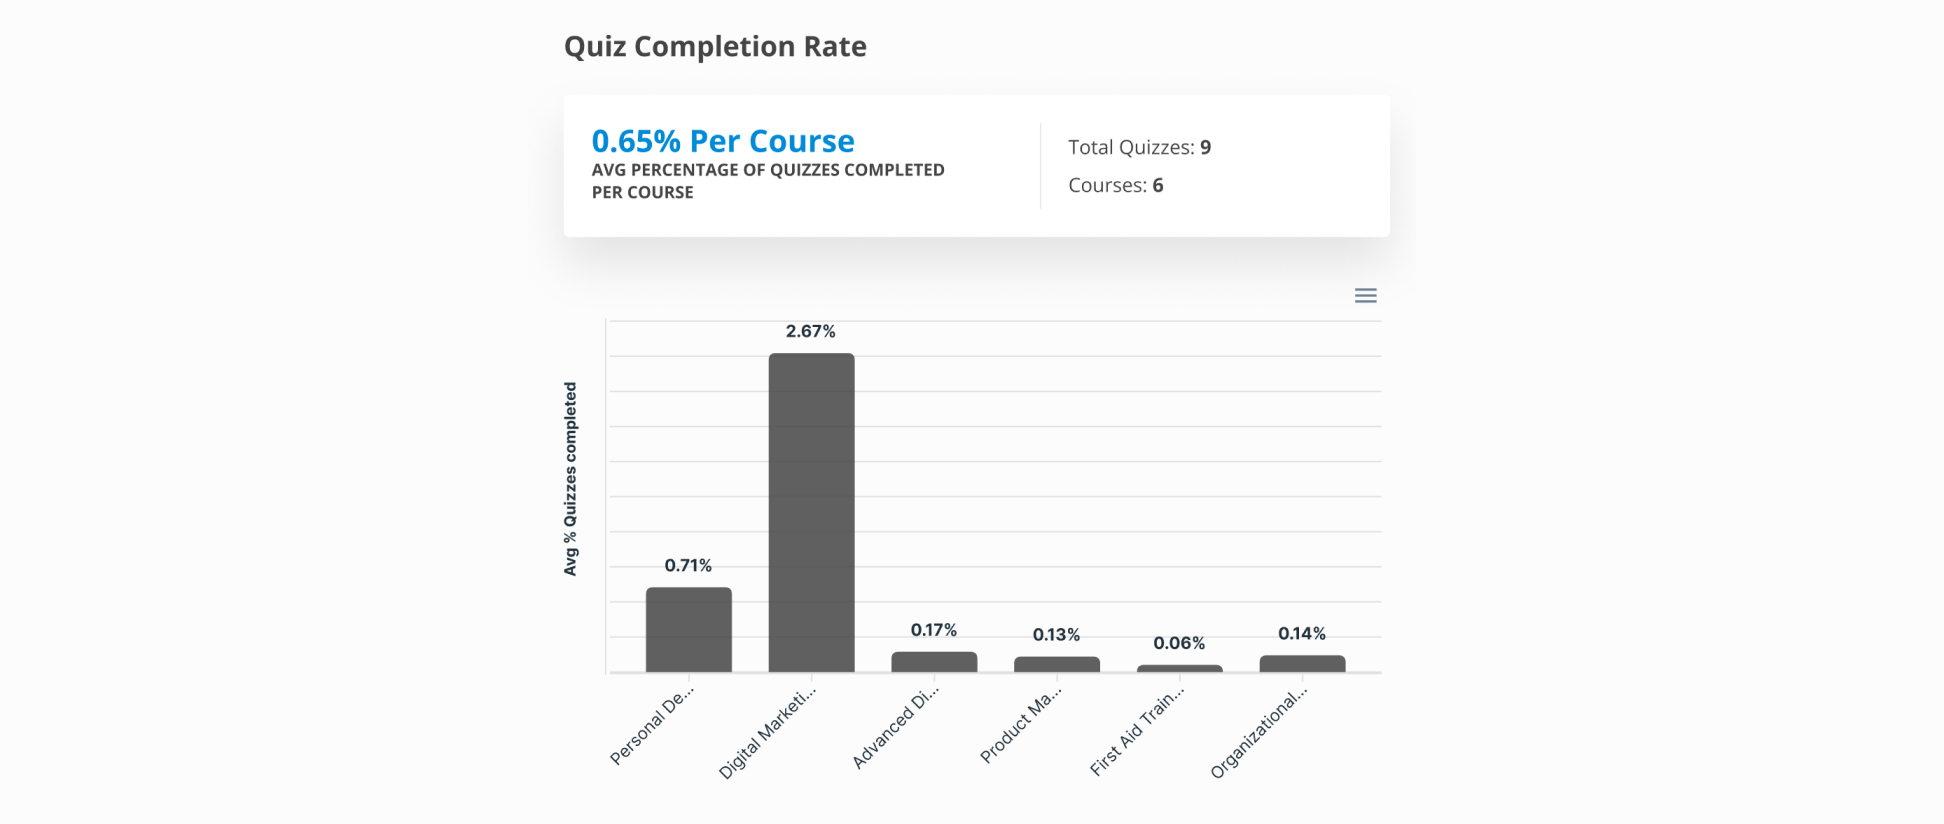 Quiz Completion Rate
0.65% Per Course
AVG PERCENTAGE OF QUIZZES COMPLETED
PER COURSE
Total Quizzes: 9
Courses: 6
Avg % Quizzes completed
2.67%
0.71%
0.17%
0.13%
0.06%
0.14%
Personal De...
Digital Marketi...
Advanced Di...
Product Ma...
First Aid Train...
Organizational...